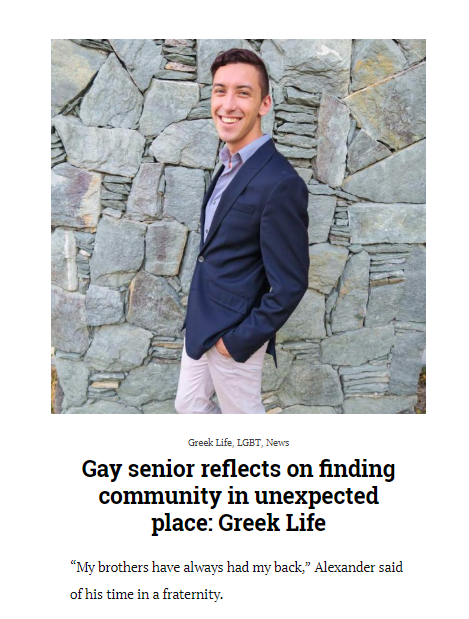 Greek Life, LGBT, News
Gay senior reflects on finding
community in unexpected
place: Greek Life
“My brothers have always had my back,” Alexander said
of his time in a fraternity.